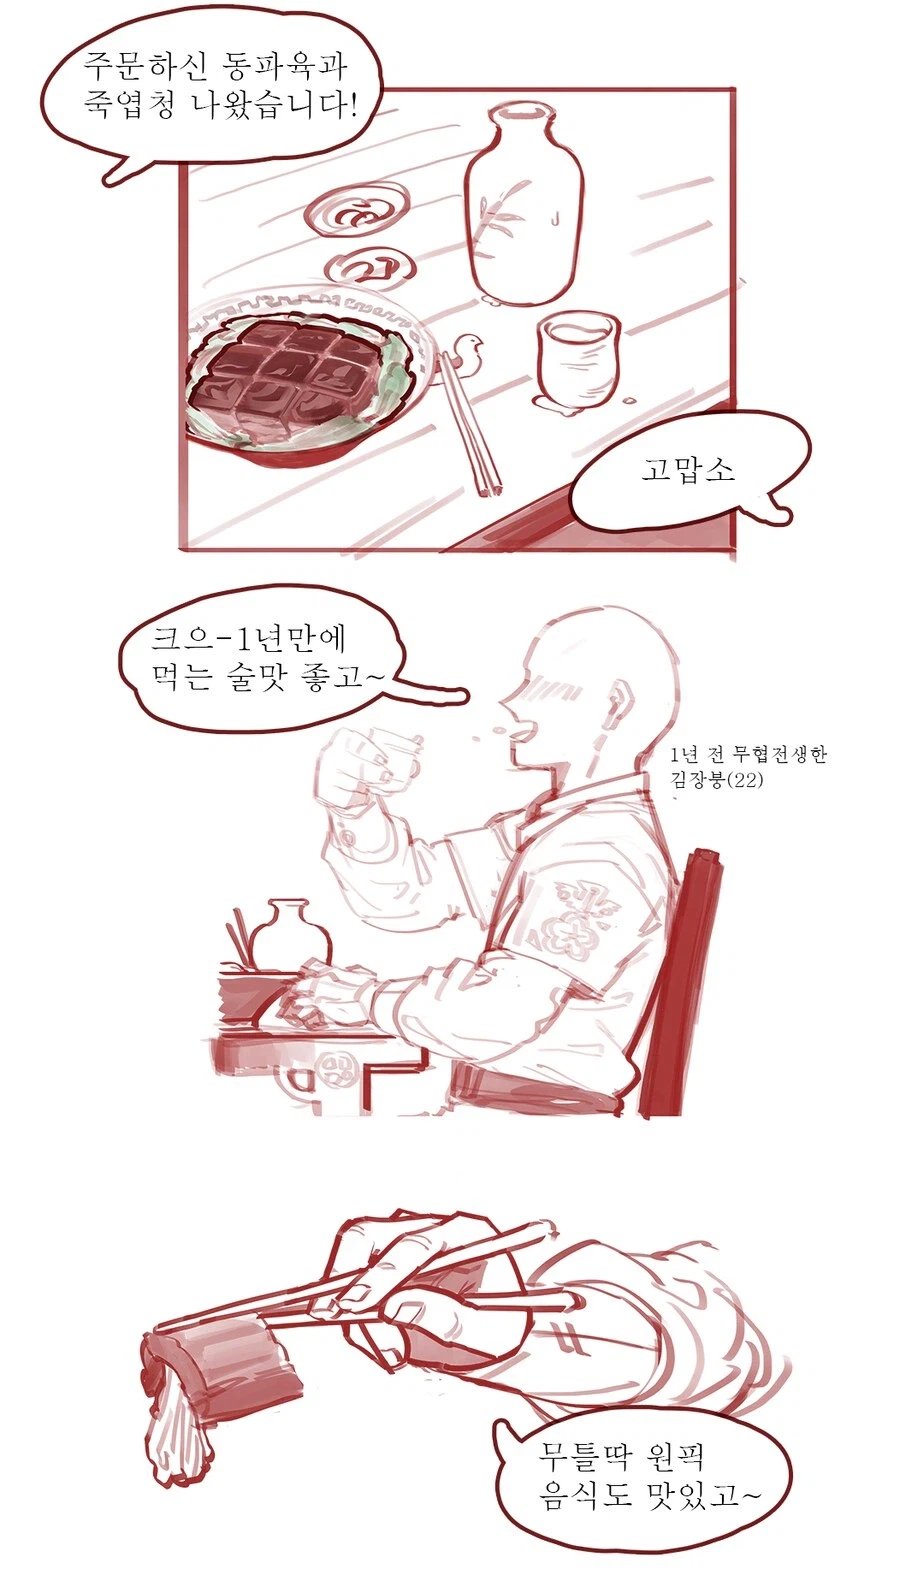 주문하신 동파육과
죽엽청 나왔습니다!
고맙소
크으-1년만에
먹는 술맛 좋고~
1년 전 무협전생한
김장붕(22)
무틀딱 원픽
음식도 맛있고~